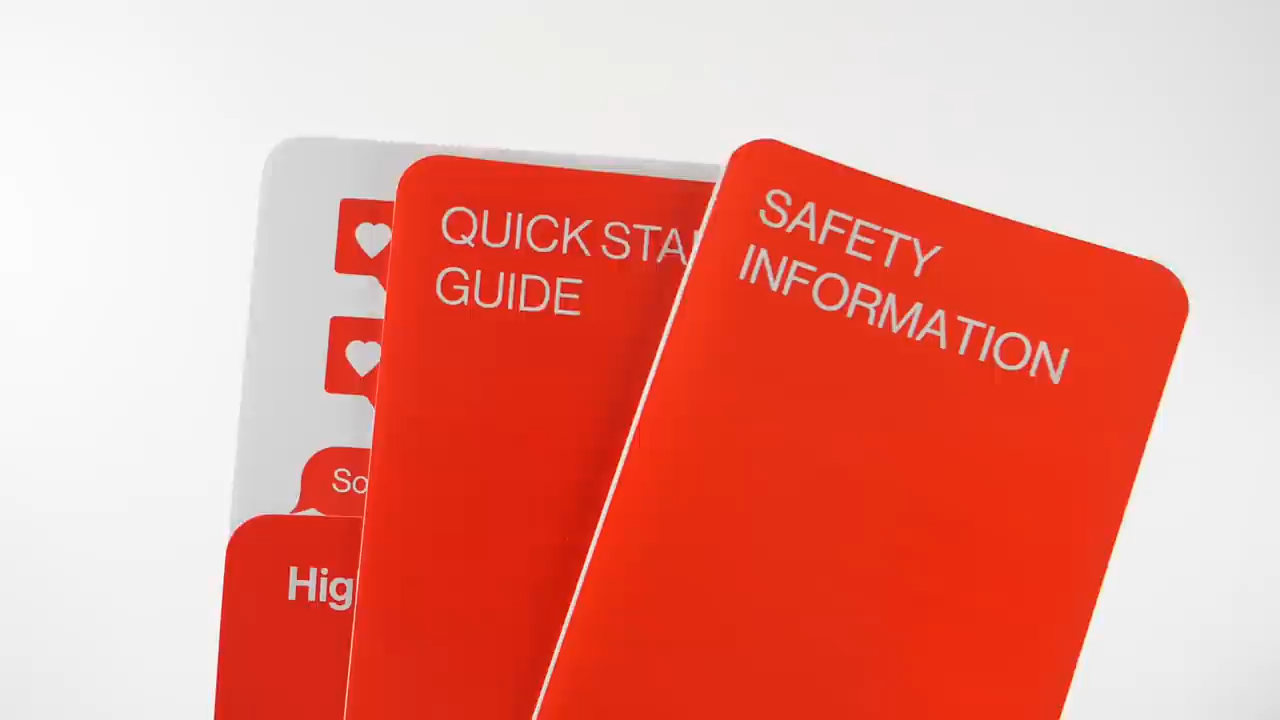 QUICK STA
GUIDE
SAFETY
INFORMATION
So
Hig